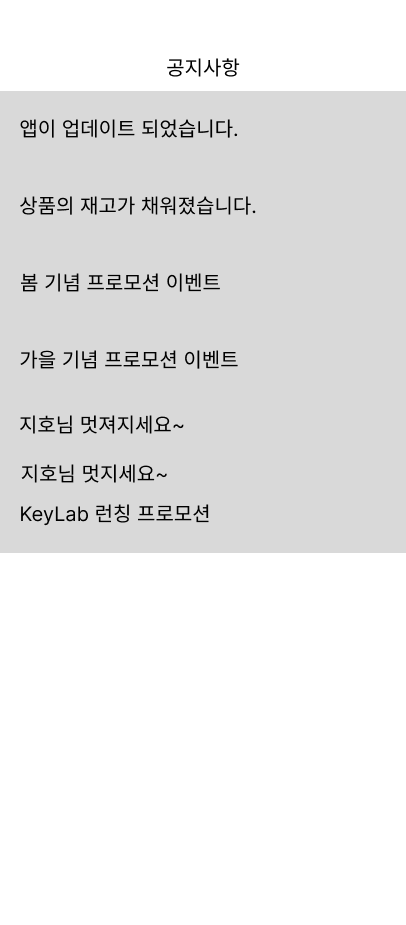 공지사항
앱이 업데이트 되었습니다.
상품의 재고가 채워졌습니다.
봄 기념 프로모션 이벤트
가을 기념 프로모션 이벤트
지호님 멋져지세요~
지호님 멋지세요~
KeyLab 런칭 프로모션